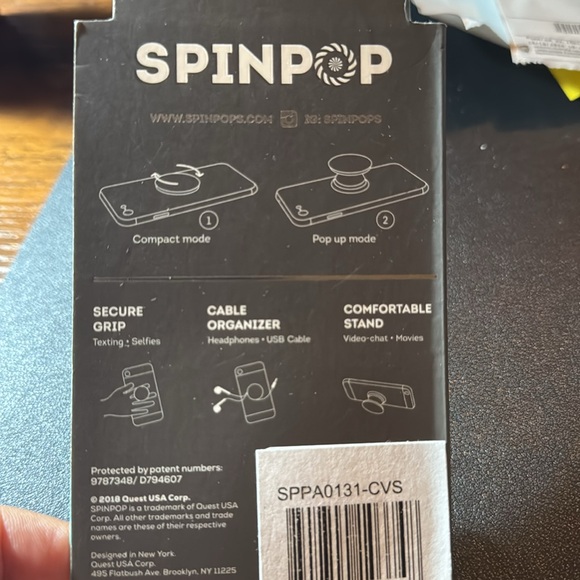 SPINPOP
WWW.SPINPOPS.COM IG: SPINPOPS
1
Compact mode
2
Pop up mode
SECURE
GRIP
Texting • Selfies
CABLE
ORGANIZER
Headphones • USB Cable
COMFORTABLE
STAND
Video-chat • Movies
Protected by patent numbers:
9787348/ D794607
© 2018 Quest USA Corp.
SPINPOP is a trademark of Quest USA
Corp. All other trademarks and trade
names are these of their respective
owners.
Designed in New York.
Quest USA Corp.
495 Flatbush Ave. Brooklyn, NY 11225
SPPA0131-CVS